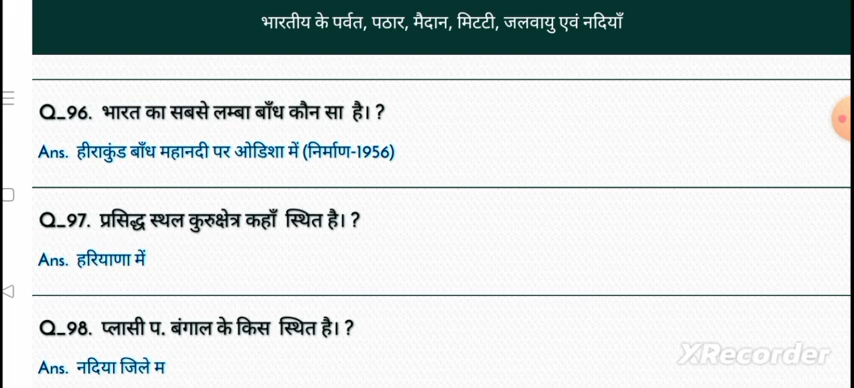 भारतीय के पर्वत, पठार, मैदान, मिटटी, जलवायु एवं नदियाँ
Q_96. भारत का सबसे लम्बा बाँध कौन सा है। ?
Ans. हीराकुंड बाँध महानदी पर ओडिशा में (निर्माण-1956)
Q_97. प्रसिद्ध स्थल कुरुक्षेत्र कहाँ स्थित है। ?
Ans. हरियाणा में
Q_98. प्लासी प. बंगाल के किस स्थित है। ?
Ans. नदिया जिले म
XRecorder